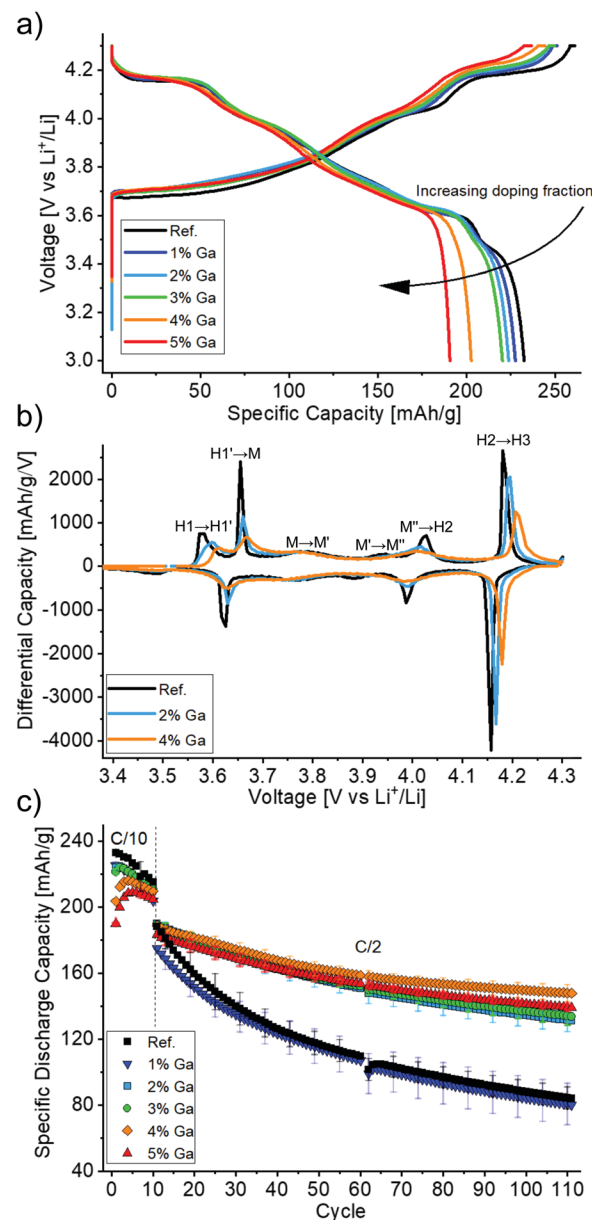 a)
4.2
3.9
3.6
3.3
3.0
Voltage [V vs Li⁺/Li]
Increasing doping fraction
Ref.
1% Ga
2% Ga
3% Ga
4% Ga
5% Ga
0 50 100 150 200 250
Specific Capacity [mAh/g]
b)
2000
1000
0
-1000
-2000
-3000
-4000
Differential Capacity [mAh/g/V]
H1→H1'
H1'→M
M→M'
M'→M''
M''→H2
H2→H3
Ref.
2% Ga
4% Ga
3.4 3.5 3.6 3.7 3.8 3.9 4.0 4.1 4.2 4.3
Voltage [V vs Li⁺/Li]
c)
240
200
160
120
80
40
Specific Discharge Capacity [mAh/g]
C/10
C/2
Ref.
1% Ga
2% Ga
3% Ga
4% Ga
5% Ga
0 10 20 30 40 50 60 70 80 90 100 110
Cycle